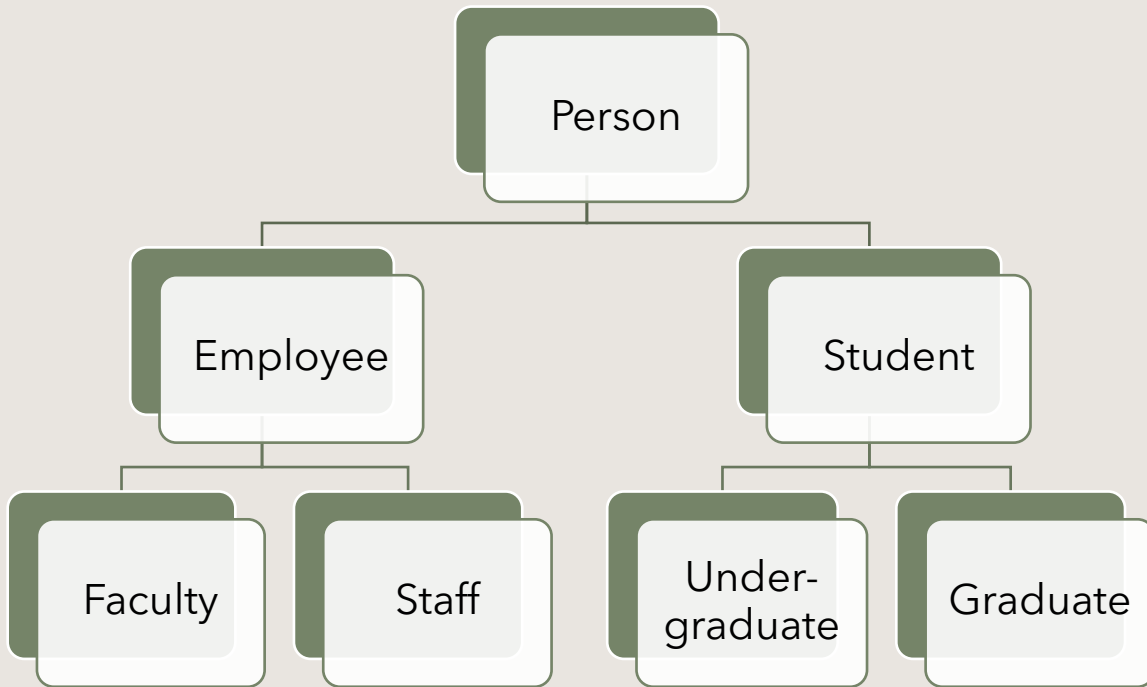 Person
Employee
Student
Faculty
Staff
Under-
graduate
Graduate